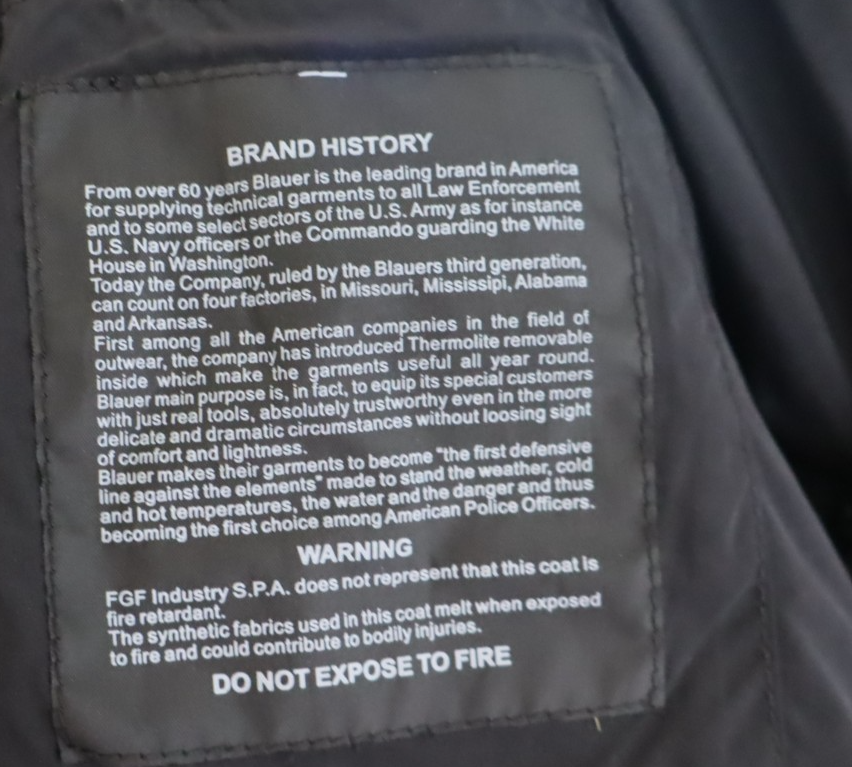 BRAND HISTORY
From over 60 years Blauer is the leading brand in America
for supplying technical garments to all Law Enforcement
and to some select sectors of the U.S. Army as for instance
U.S. Navy officers or the Commando guarding the White
House in Washington.
Today the Company, ruled by the Blauers third generation,
can count on four factories, in Missouri, Mississipi, Alabama
and Arkansas.
First among all the American companies in the field of
outwear, the company has introduced Thermolite removable
inside which make the garments useful all year round.
Blauer main purpose is, in fact, to equip its special customers
with just real tools, absolutely trustworthy even in the more
delicate and dramatic circumstances without loosing sight
of comfort and lightness.
Blauer makes their garments to become "the first defensive
line against the elements" made to stand the weather, cold
and hot temperatures, the water and the danger and thus
becoming the first choice among American Police Officers.
WARNING
FGF Industry S.P.A. does not represent that this coat is
fire retardant.
The synthetic fabrics used in this coat melt when exposed
to fire and could contribute to bodily injuries.
DO NOT EXPOSE TO FIRE